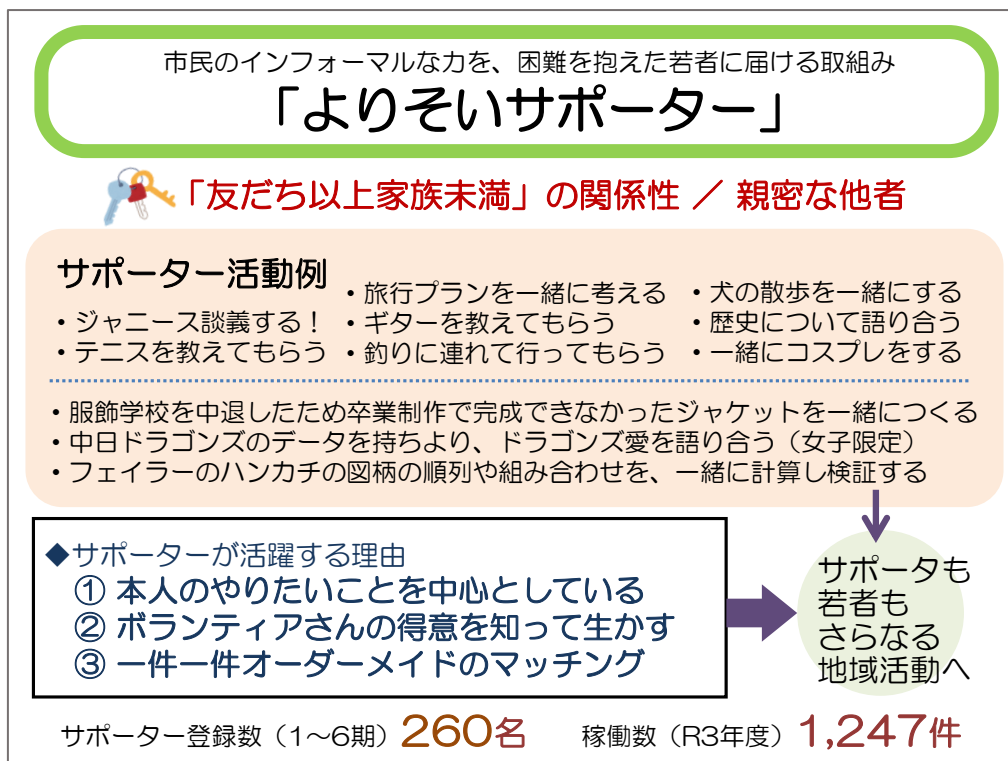 市民のインフォーマルな力を、困難を抱えた若者に届ける取組み
「よりそいサポーター」
「友だち以上家族未満」の関係性 ／ 親密な他者
サポーター活動例
・ジャニース談義する！
・テニスを教えてもらう
・旅行プランを一緒に考える
・ギターを教えてもらう
・釣りに連れて行ってもらう
・犬の散歩を一緒にする
・歴史について語り合う
・一緒にコスプレをする
・服飾学校を中退したため卒業制作で完成できなかったジャケットを一緒につくる
・中日ドラゴンズのデータを持ちより、ドラゴンズ愛を語り合う（女子限定）
・フェイラーのハンカチの図柄の順列や組み合わせを、一緒に計算し検証する
◆サポーターが活躍する理由
① 本人のやりたいことを中心としている
② ボランティアさんの得意を知って生かす
③ 一件一件オーダーメイドのマッチング
サポータも
若者も
さらなる
地域活動へ
サポーター登録数（1～6期）260名
稼働数（R3年度）1,247件